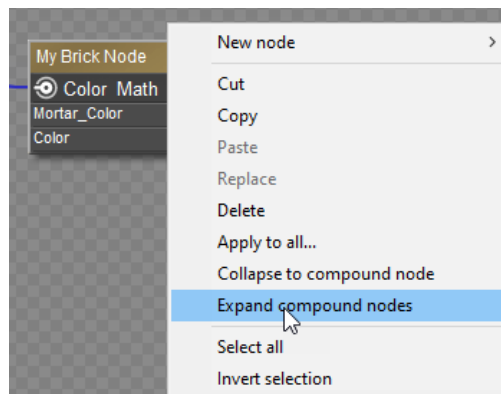 My Brick Node
Color Math
Mortar_Color
Color
New node
Cut
Copy
Paste
Replace
Delete
Apply to all...
Collapse to compound node
Expand compound nodes
Select all
Invert selection